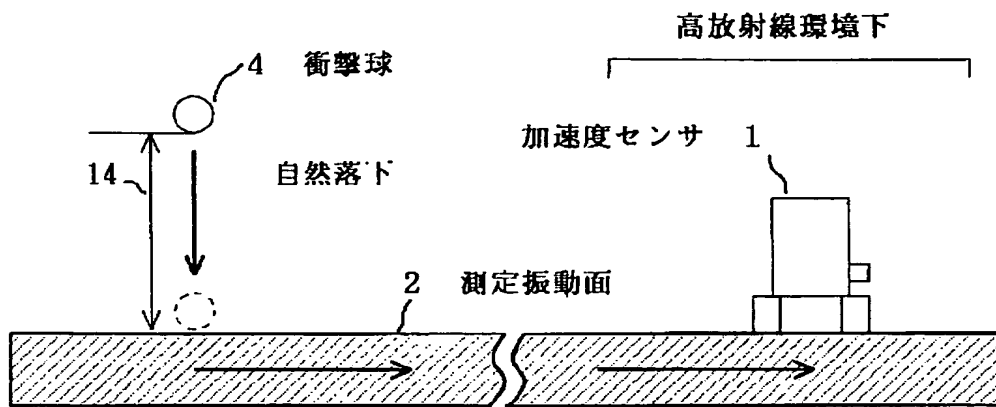 高放射線環境下
4 衝撃球
加速度センサ 1
14
自然落下
2 測定振動面